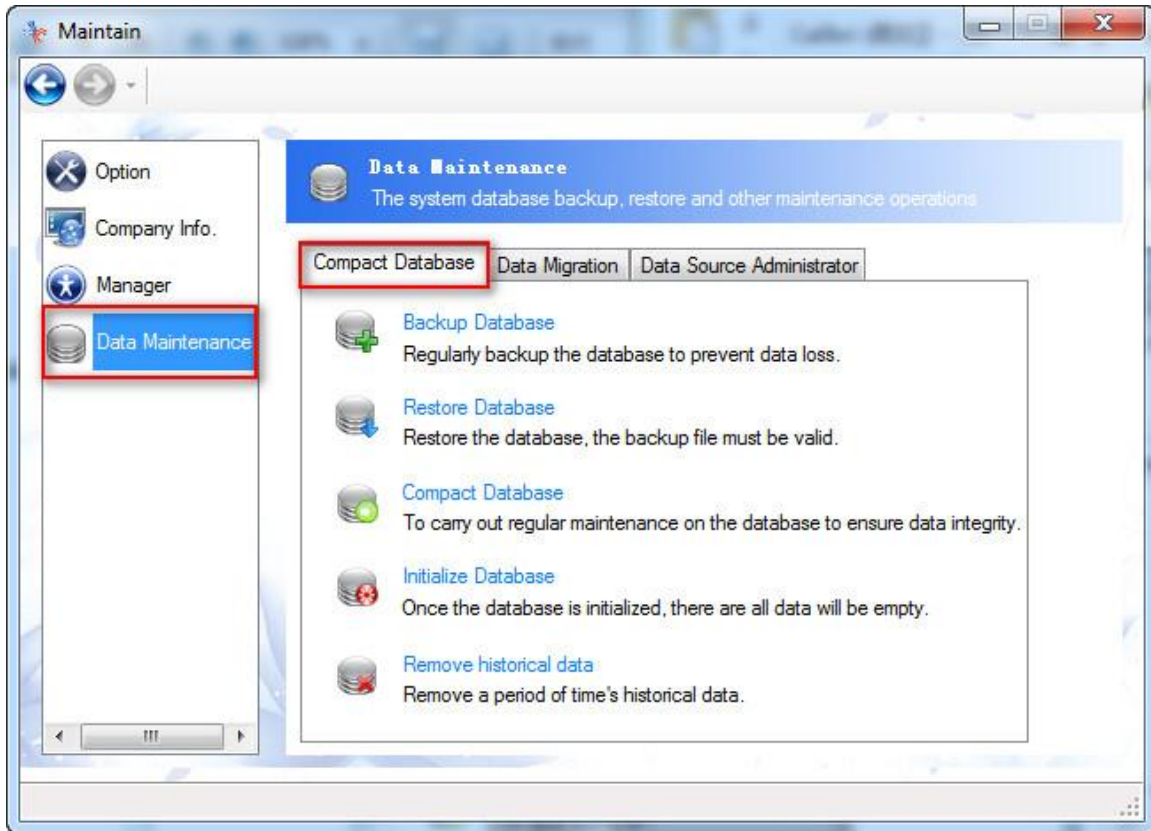 Maintain
Option
Company Info.
Manager
Data Maintenance
Data Maintenance
The system database backup, restore and other maintenance operations
Compact Database
Data Migration
Data Source Administrator
Backup Database
Regularly backup the database to prevent data loss.
Restore Database
Restore the database, the backup file must be valid.
Compact Database
To carry out regular maintenance on the database to ensure data integrity.
Initialize Database
Once the database is initialized, there are all data will be empty.
Remove historical data
Remove a period of time's historical data.